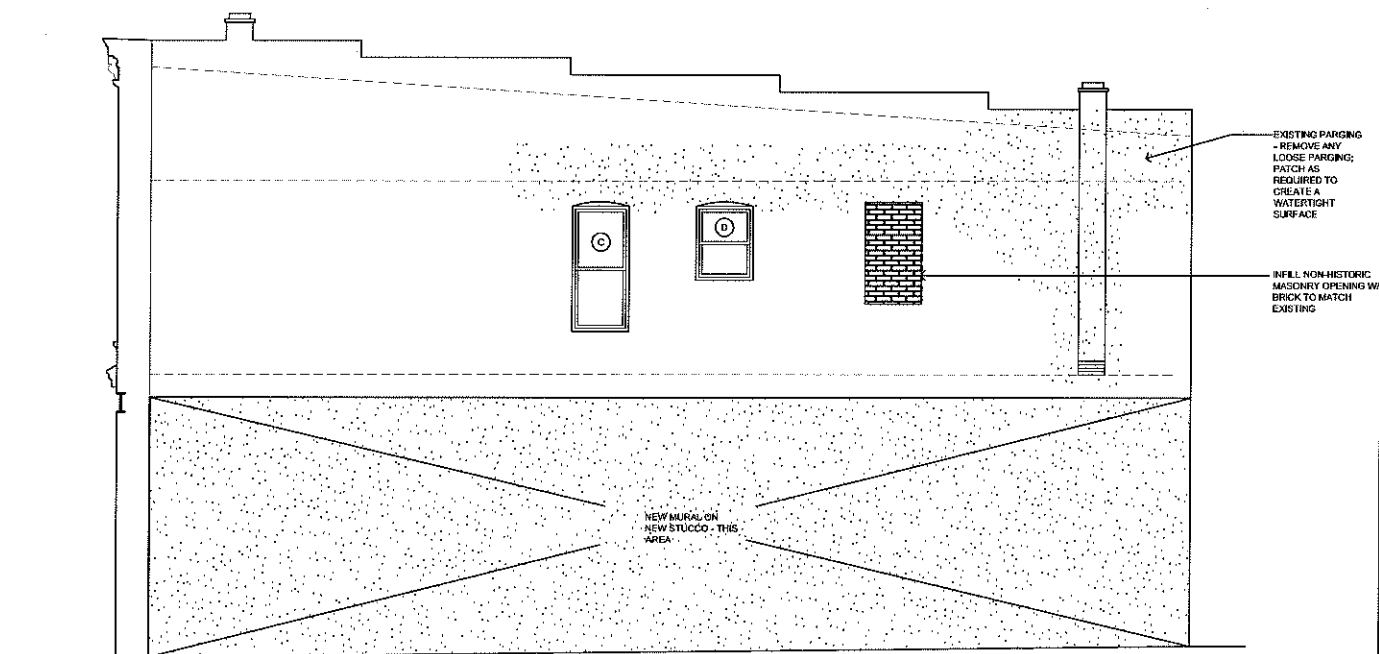 EXISTING PARGING
- REMOVE ANY
LOOSE PARGING;
PATCH AS
REQUIRED TO
CREATE A
WATERTIGHT
SURFACE
C
D
INFILL NON-HISTORIC
MASONRY OPENING W/
BRICK TO MATCH
EXISTING
NEW MURAL ON
NEW STUCCO - THIS
AREA